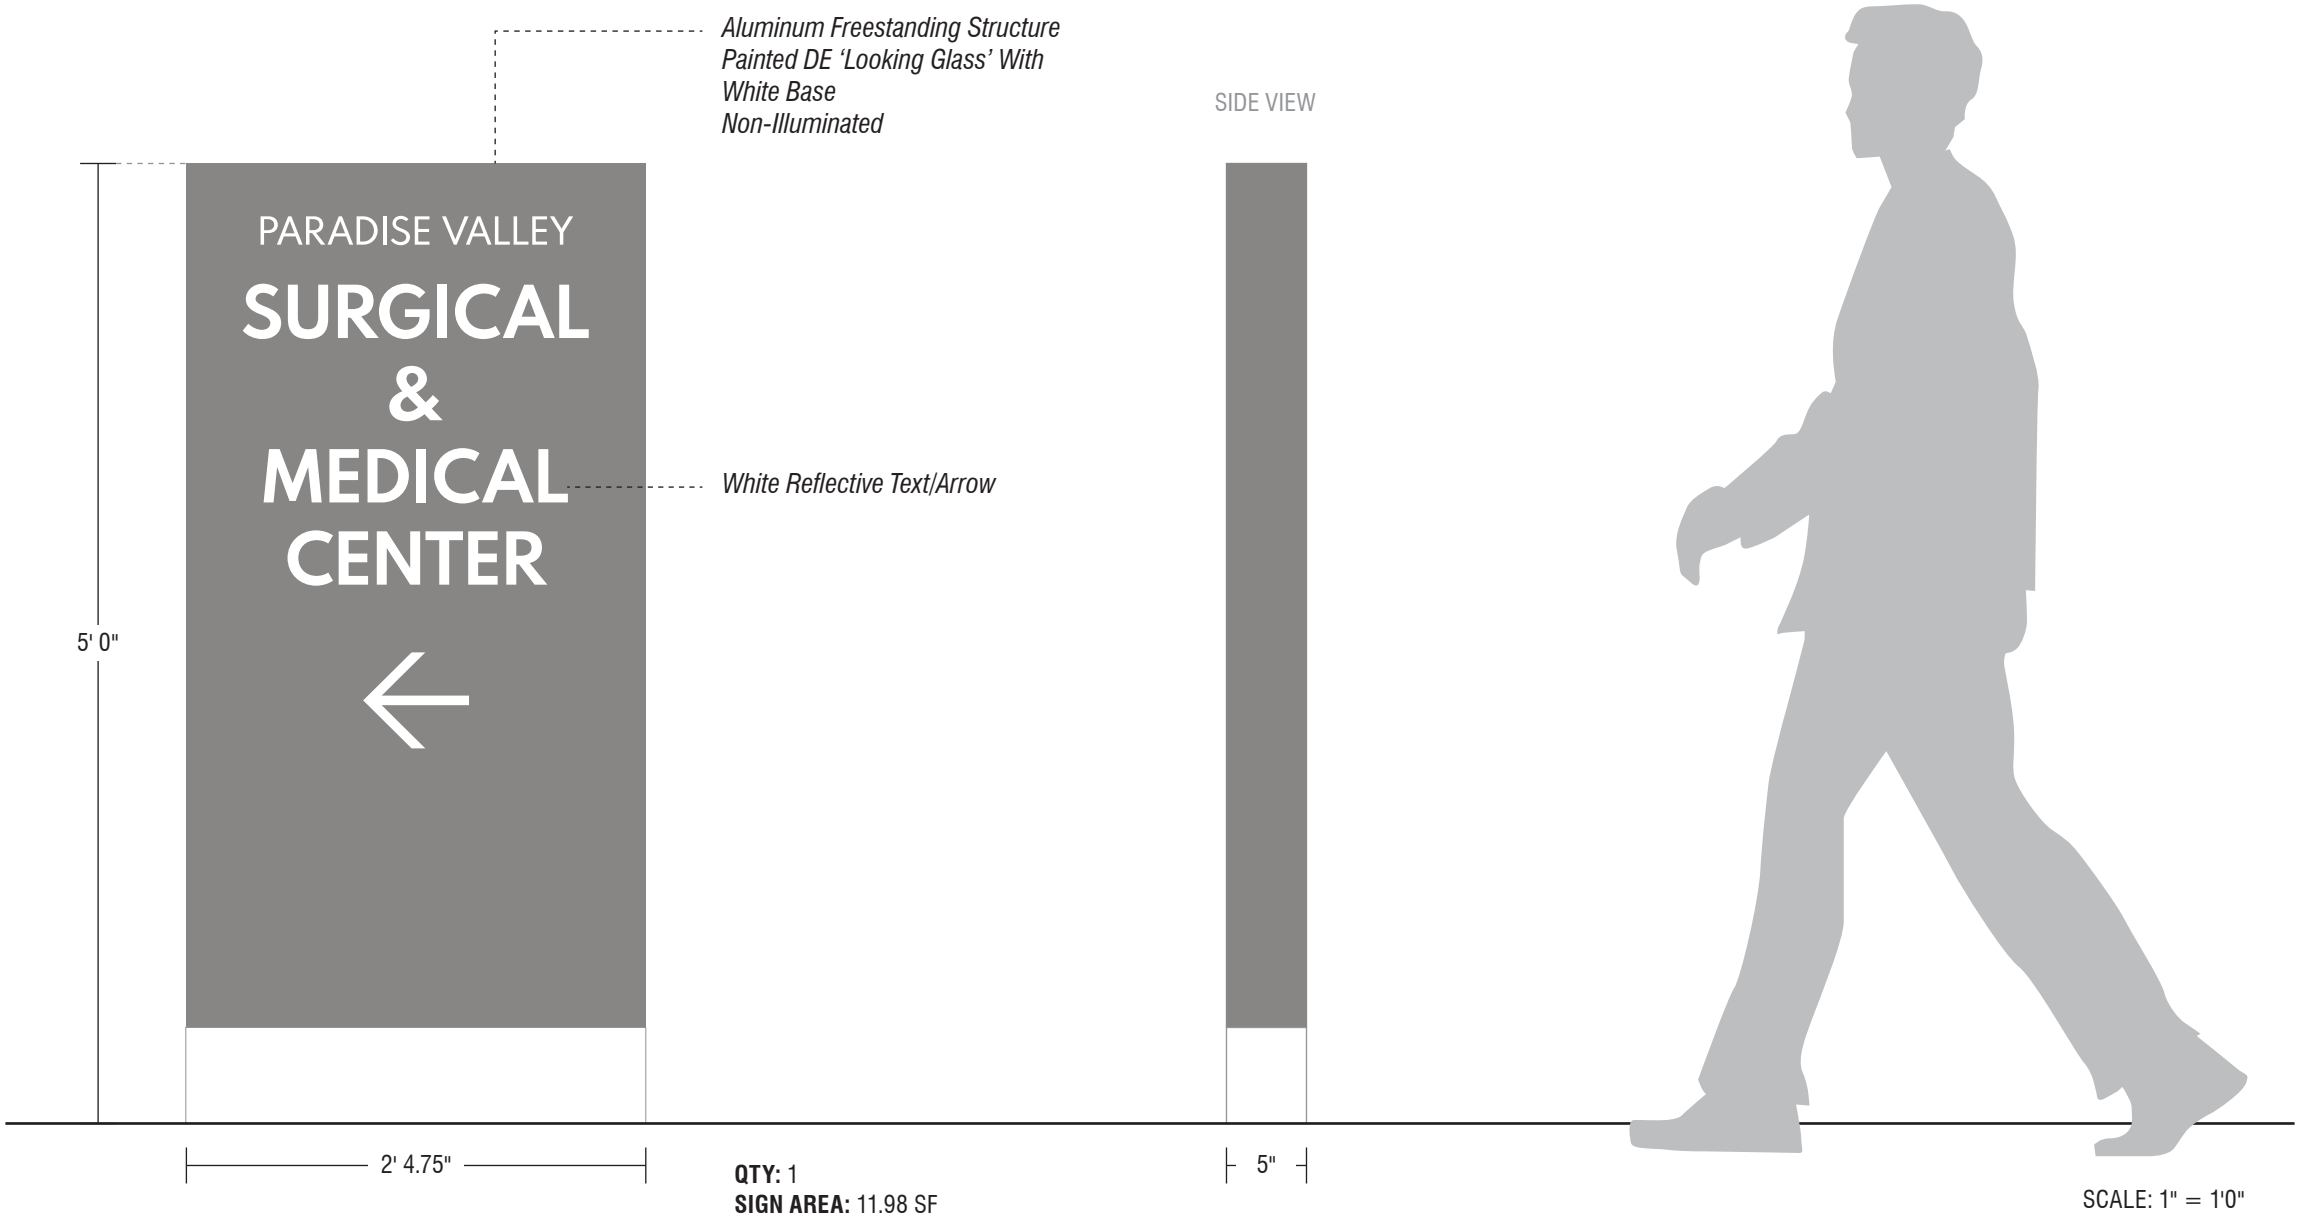 Aluminum Freestanding Structure
Painted DE ‘Looking Glass’ With
White Base
Non-Illuminated
SIDE VIEW
PARADISE VALLEY
SURGICAL
&
MEDICAL
CENTER
White Reflective Text/Arrow
5' 0"
2' 4.75"
5"
QTY: 1
SIGN AREA: 11.98 SF
SCALE: 1" = 1'0"